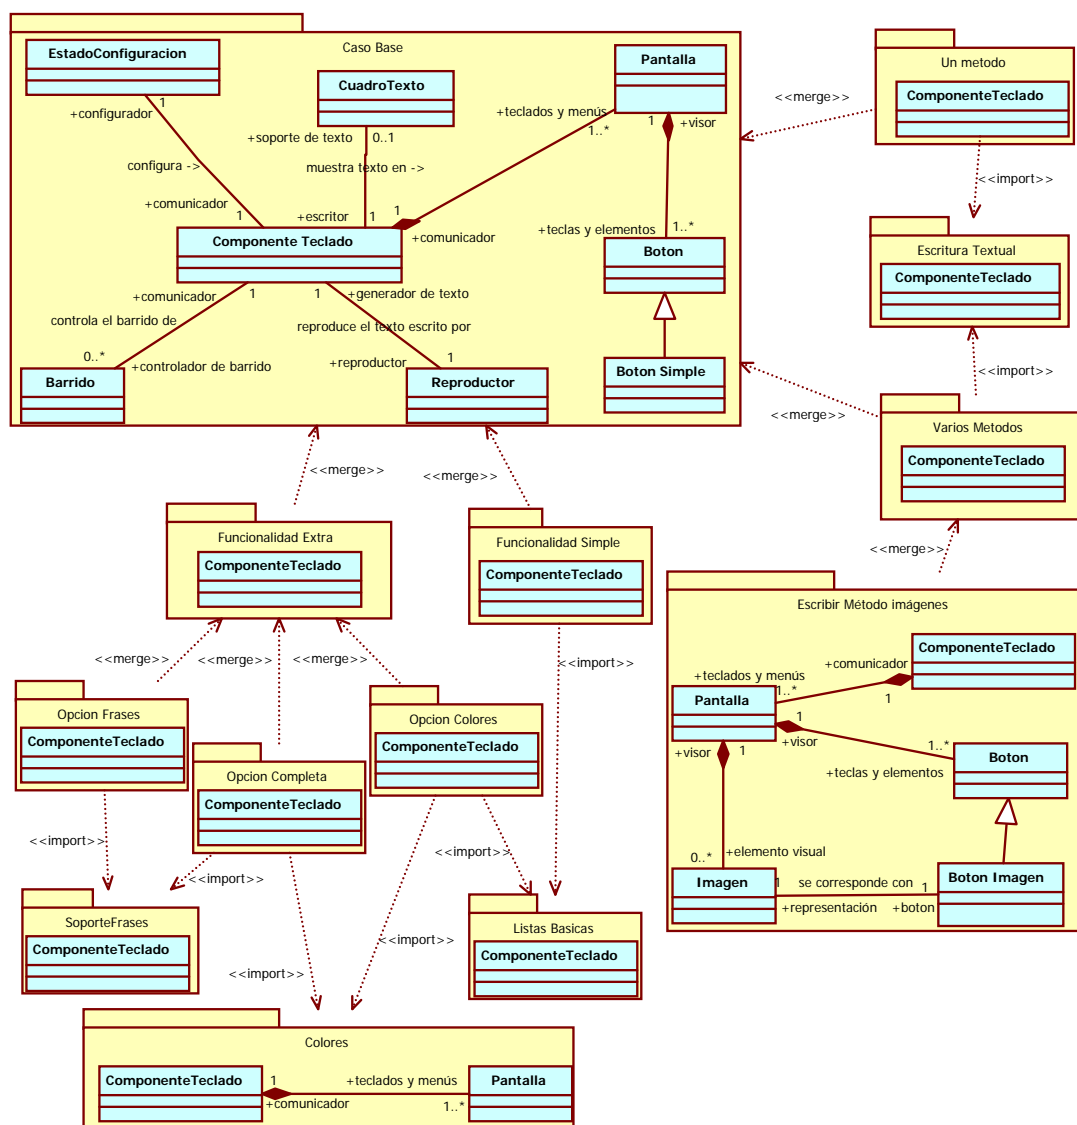 Caso Base
EstadoConfiguracion
1
+configurador
configura ->
+comunicador
1
CuadroTexto
+soporte de texto
0..1
muestra texto en ->
+escritor
1
Pantalla
+teclados y menús
1..*
1
+visor
1
+comunicador
Componente Teclado
+teclas y elementos
1..*
Boton
Boton Simple
+comunicador
1
controla el barrido de
0..*
+controlador de barrido
Barrido
1
+generador de texto
reproduce el texto escrito por
+reproductor
1
Reproductor
Un metodo
ComponenteTeclado
<<merge>>
<<import>>
Escritura Textual
ComponenteTeclado
<<import>>
<<merge>>
Varios Metodos
ComponenteTeclado
<<merge>>
<<merge>>
<<merge>>
Funcionalidad Extra
ComponenteTeclado
Funcionalidad Simple
ComponenteTeclado
<<merge>>
<<merge>>
<<merge>>
<<import>>
Opcion Frases
ComponenteTeclado
Opcion Completa
ComponenteTeclado
Opcion Colores
ComponenteTeclado
<<import>>
<<import>>
<<import>>
<<import>>
<<import>>
SoporteFrases
ComponenteTeclado
Listas Basicas
ComponenteTeclado
Escribir Método imágenes
ComponenteTeclado
+comunicador
1
+teclados y menús
1..*
Pantalla
1
+visor
1..*
+teclas y elementos
Boton
+visor
1
0..*
+elemento visual
Imagen
1
se corresponde con
1
+representación
+boton
Boton Imagen
Colores
ComponenteTeclado
1
+comunicador
+teclados y menús
1..*
Pantalla